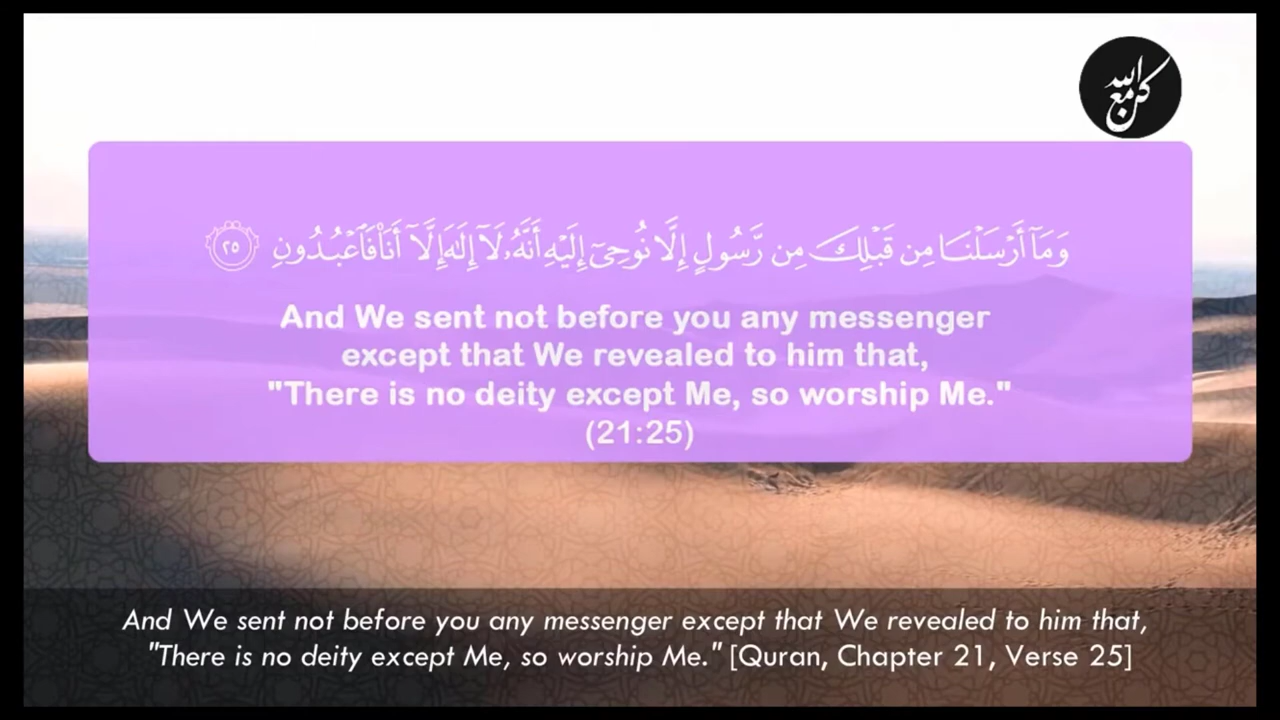 كن مع الله
وَمَآ أَرْسَلْنَا مِن قَبْلِكَ مِن رَّسُولٍ إِلَّا نُوحِىٓ إِلَيْهِ أَنَّهُۥ لَآ إِلَٰهَ إِلَّآ أَنَا۠ فَٱعْبُدُونِ ٢٥
And We sent not before you any messenger
except that We revealed to him that,
"There is no deity except Me, so worship Me."
(21:25)
And We sent not before you any messenger except that We revealed to him that,
"There is no deity except Me, so worship Me." [Quran, Chapter 21, Verse 25]